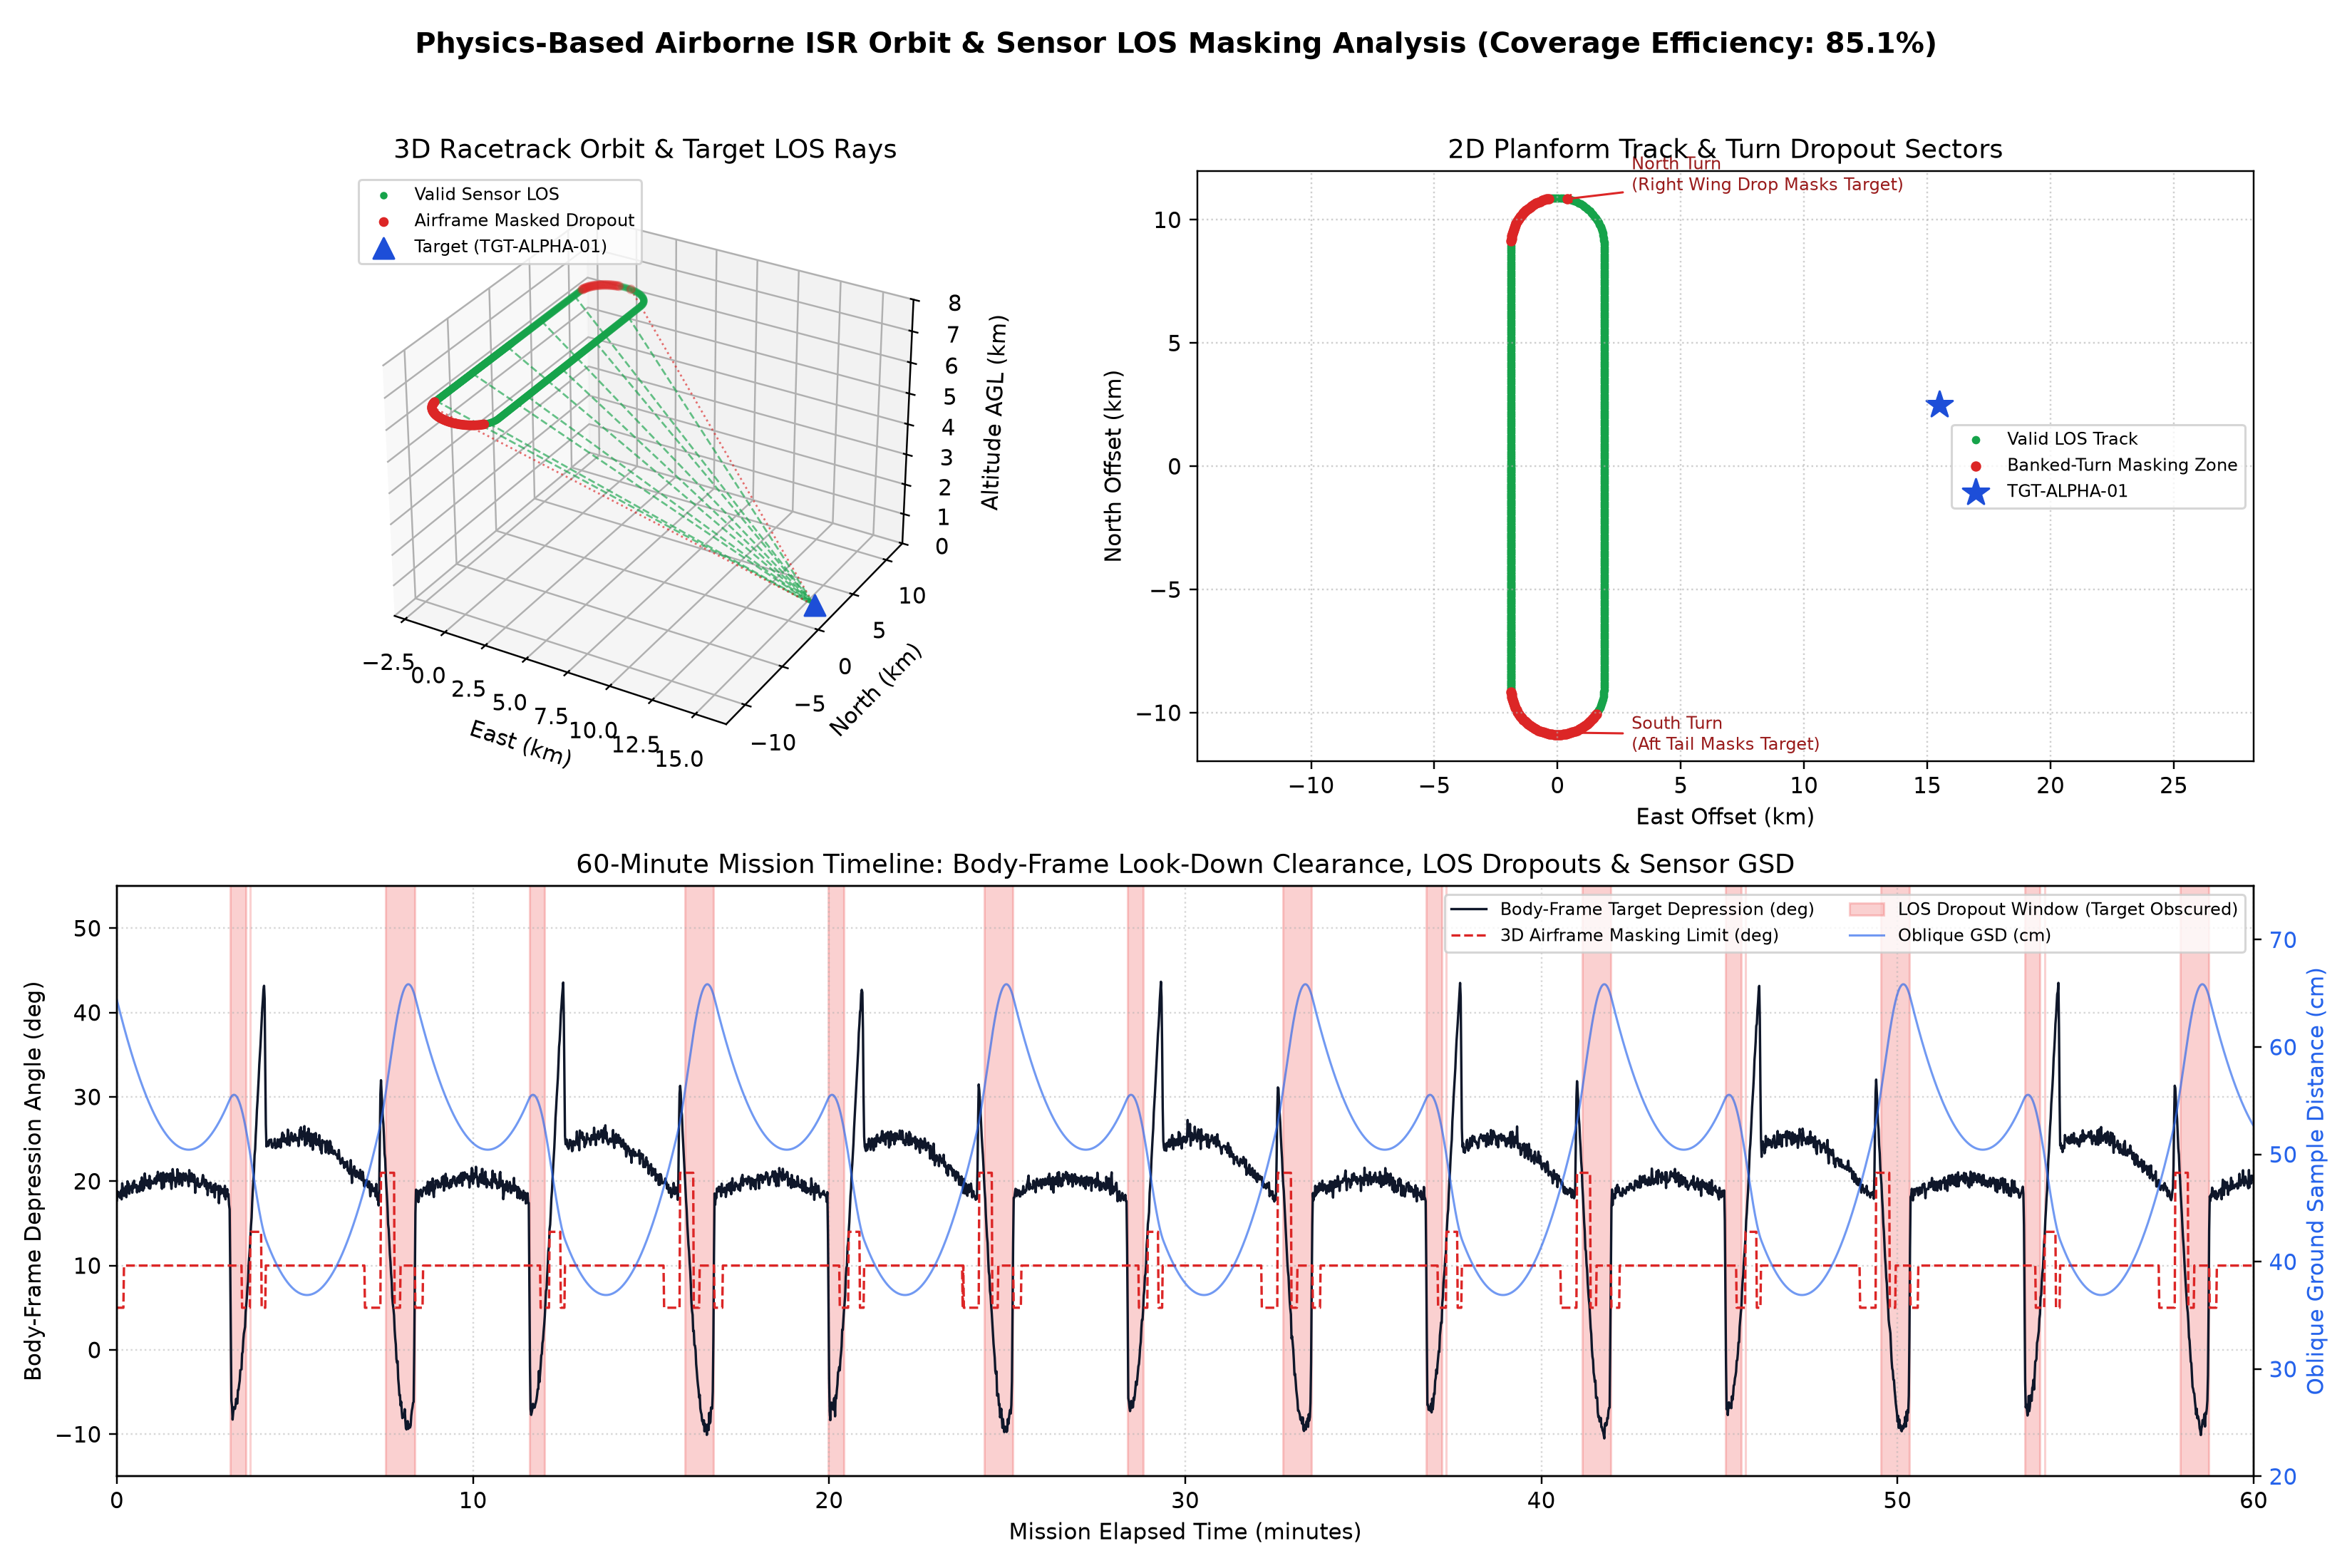 Physics-Based Airborne ISR Orbit & Sensor LOS Masking Analysis (Coverage Efficiency: 85.1%)
3D Racetrack Orbit & Target LOS Rays
Valid Sensor LOS
Airframe Masked Dropout
Target (TGT-ALPHA-01)
8
7
6
5
4
3
2
1
0
Altitude AGL (km)
10
5
0
−5
−10
North (km)
−2.5
0.0
2.5
5.0
7.5
10.0
12.5
15.0
East (km)
2D Planform Track & Turn Dropout Sectors
North Turn
(Right Wing Drop Masks Target)
10
5
0
−5
−10
North Offset (km)
Valid LOS Track
Banked-Turn Masking Zone
TGT-ALPHA-01
South Turn
(Aft Tail Masks Target)
−10
−5
0
5
10
15
20
25
East Offset (km)
60-Minute Mission Timeline: Body-Frame Look-Down Clearance, LOS Dropouts & Sensor GSD
Body-Frame Target Depression (deg)
3D Airframe Masking Limit (deg)
LOS Dropout Window (Target Obscured)
Oblique GSD (cm)
50
40
30
20
10
0
−10
Body-Frame Depression Angle (deg)
70
60
50
40
30
20
Oblique Ground Sample Distance (cm)
0
10
20
30
40
50
60
Mission Elapsed Time (minutes)